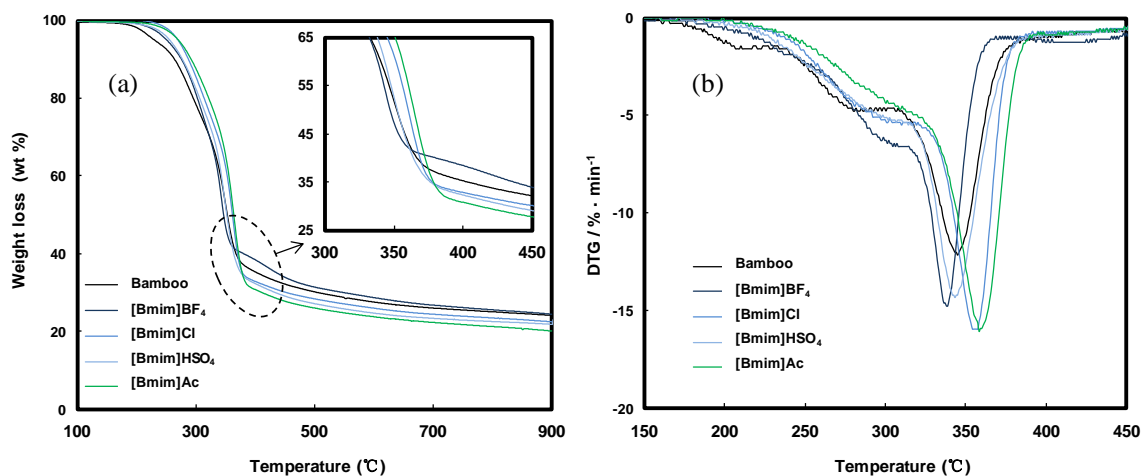 (a)
Weight loss (wt %)
100
80
60
40
20
0
100
300
500
700
900
Temperature (℃)
65
55
45
35
25
300
350
400
450
Bamboo
[Bmim]BF₄
[Bmim]Cl
[Bmim]HSO₄
[Bmim]Ac
(b)
DTG / % · min⁻¹
0
-5
-10
-15
-20
150
200
250
300
350
400
450
Temperature (℃)
Bamboo
[Bmim]BF₄
[Bmim]Cl
[Bmim]HSO₄
[Bmim]Ac